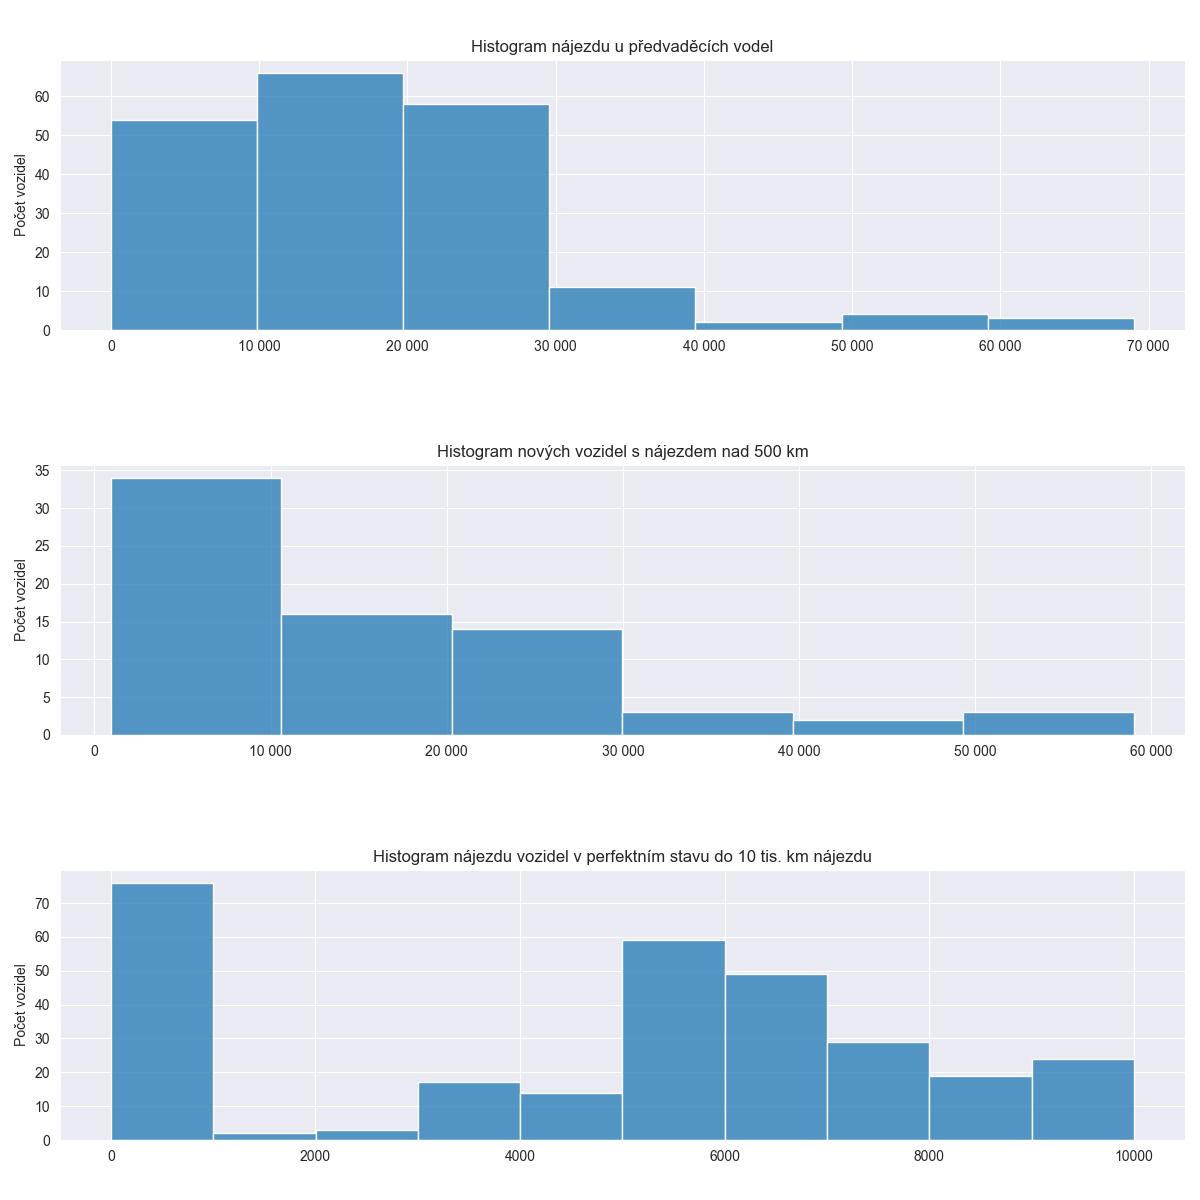 Histogram nájezdu u předvaděcích vodel
Počet vozidel
60
50
40
30
20
10
0
0 10 000 20 000 30 000 40 000 50 000 60 000 70 000
Histogram nových vozidel s nájezdem nad 500 km
Počet vozidel
35
30
25
20
15
10
5
0
0 10 000 20 000 30 000 40 000 50 000 60 000
Histogram nájezdu vozidel v perfektním stavu do 10 tis. km nájezdu
Počet vozidel
70
60
50
40
30
20
10
0
0 2000 4000 6000 8000 10000